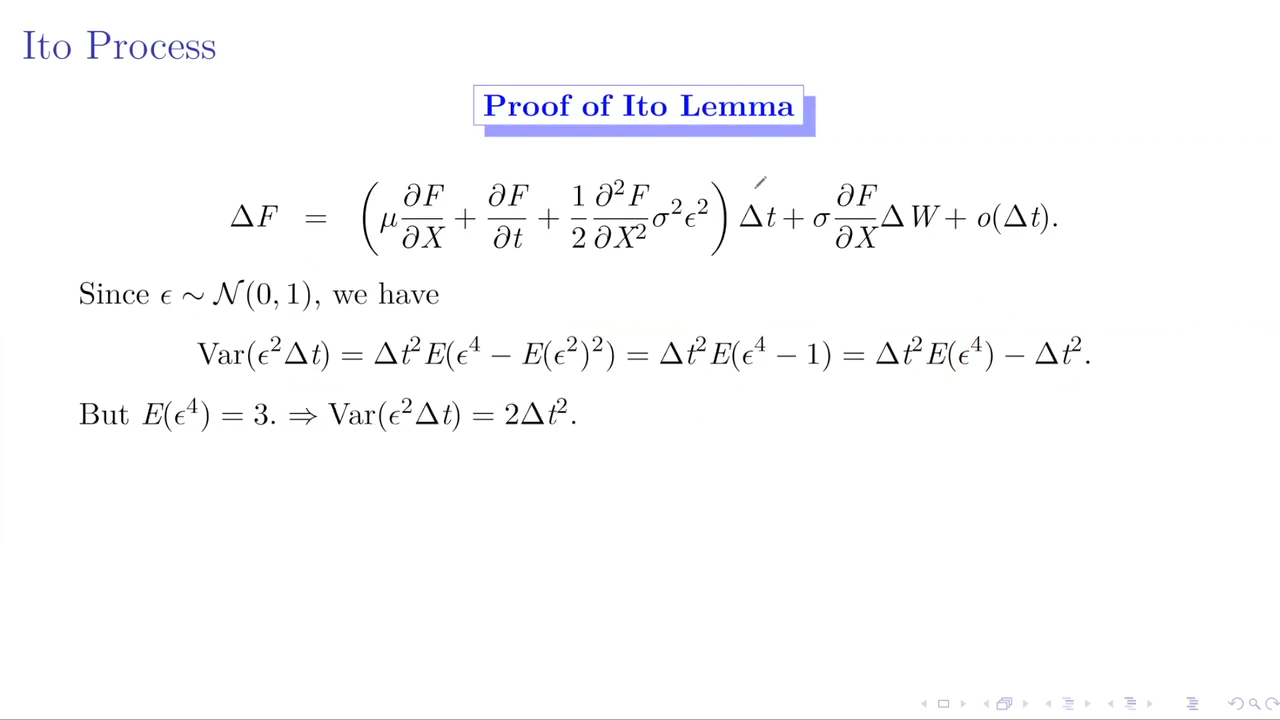 Ito Process
Proof of Ito Lemma
ΔF = (μ ∂F/∂X + ∂F/∂t + 1/2 ∂²F/∂X² σ²ϵ²) Δt + σ ∂F/∂X ΔW + o(Δt).
Since ϵ ∼ 𝒩(0, 1), we have
Var(ϵ²Δt) = Δt²E(ϵ⁴ − E(ϵ²)²) = Δt²E(ϵ⁴ − 1) = Δt²E(ϵ⁴) − Δt².
But E(ϵ⁴) = 3. ⇒ Var(ϵ²Δt) = 2Δt².